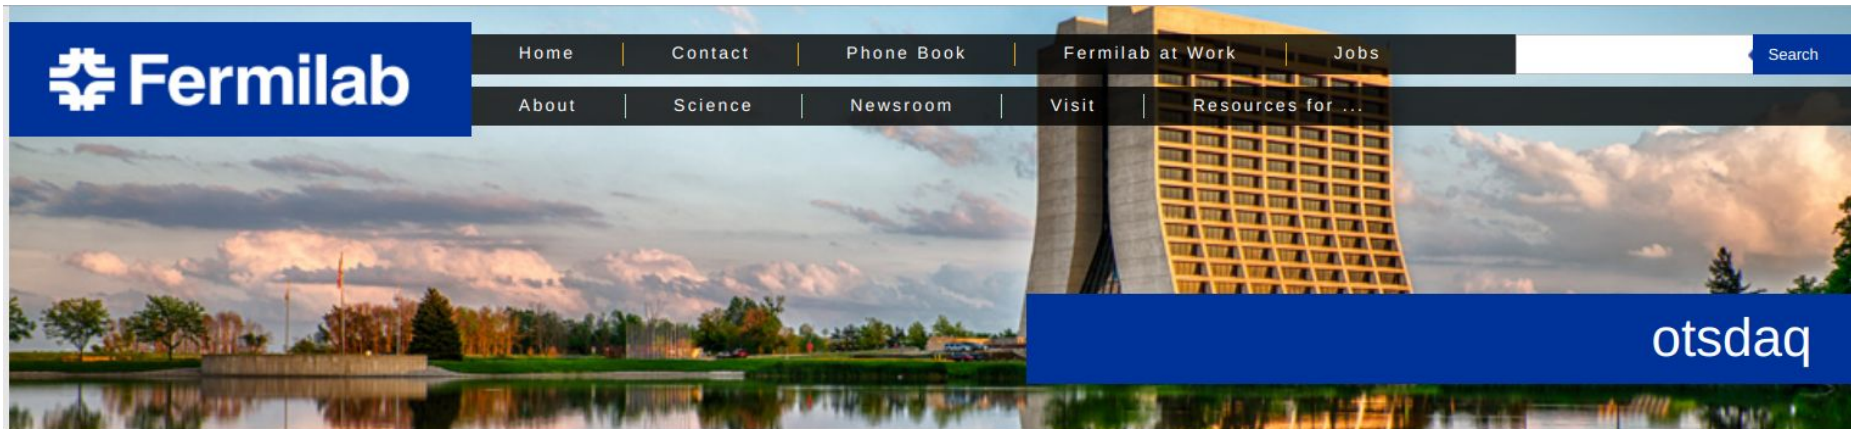 Fermilab
Home Contact Phone Book Fermilab at Work Jobs Search
About Science Newsroom Visit Resources for ...
otsdaq